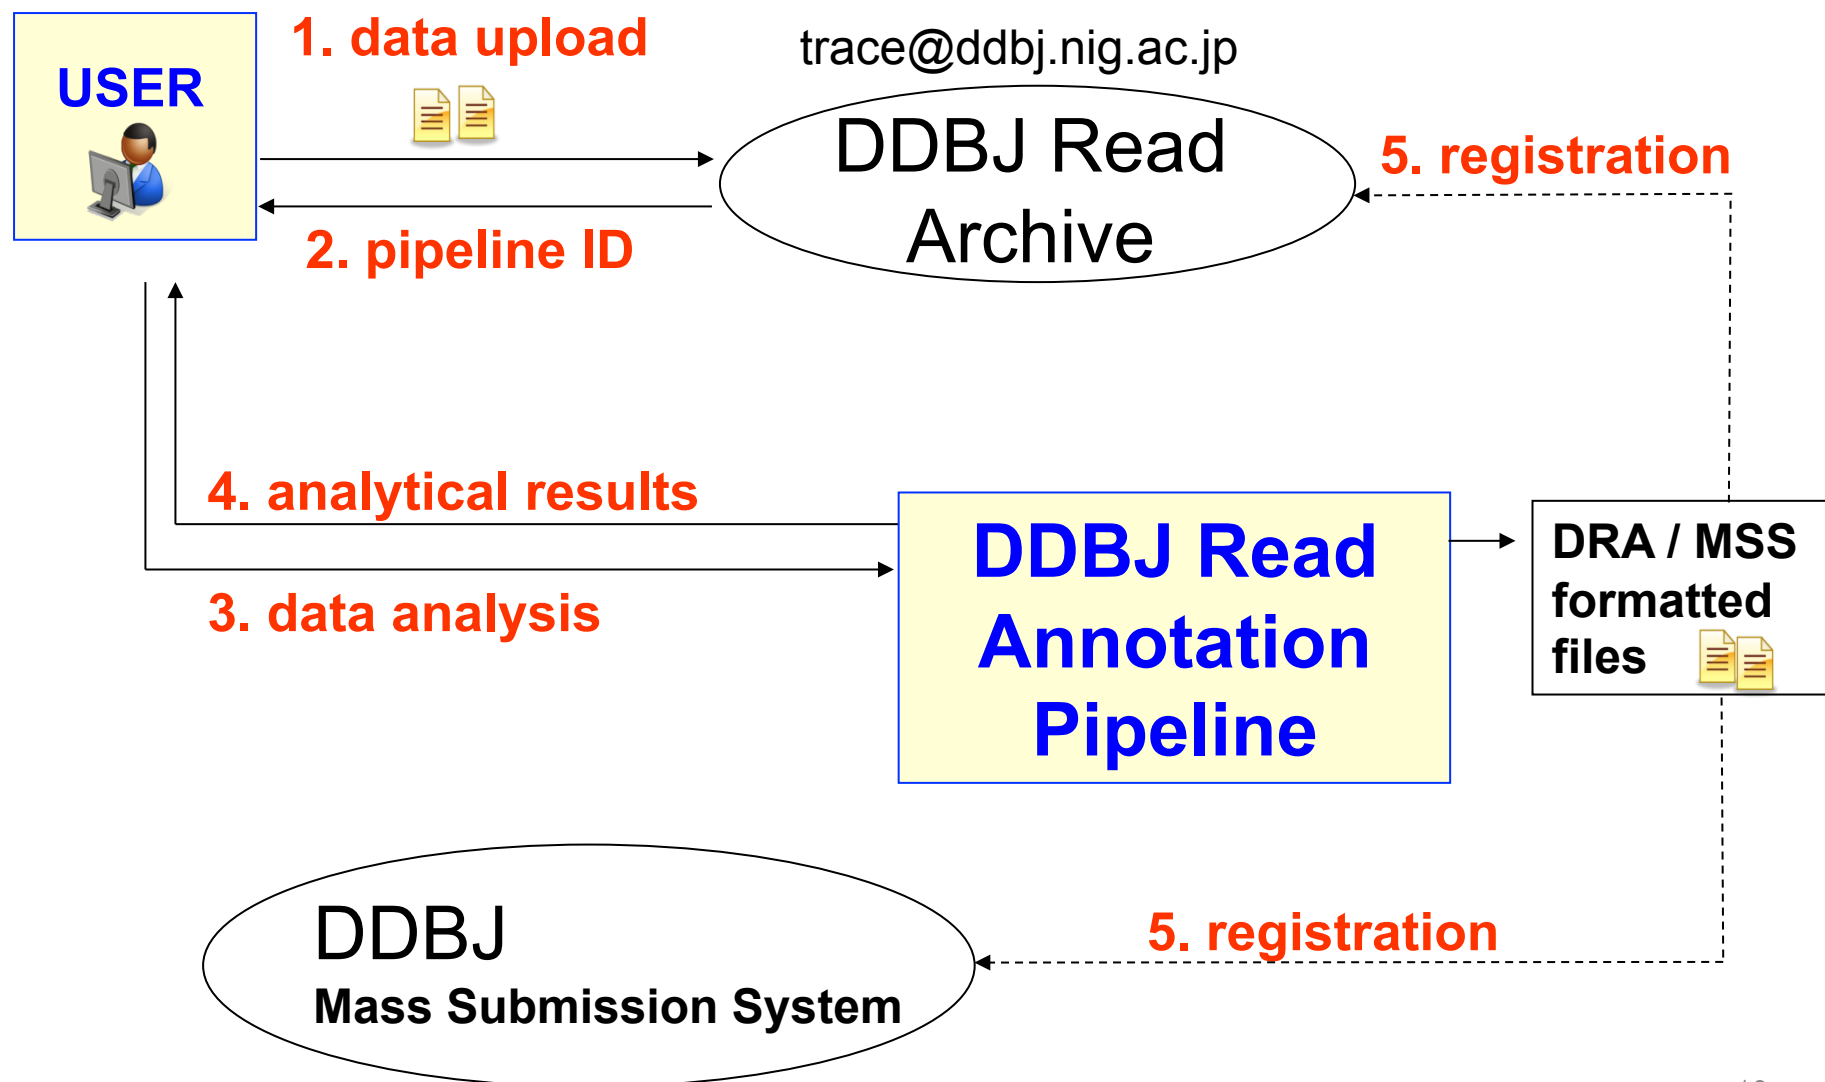 1. data upload
trace@ddbj.nig.ac.jp
USER
DDBJ Read
Archive
5. registration
2. pipeline ID
4. analytical results
3. data analysis
DDBJ Read
Annotation
Pipeline
DRA / MSS
formatted
files
DDBJ
Mass Submission System
5. registration